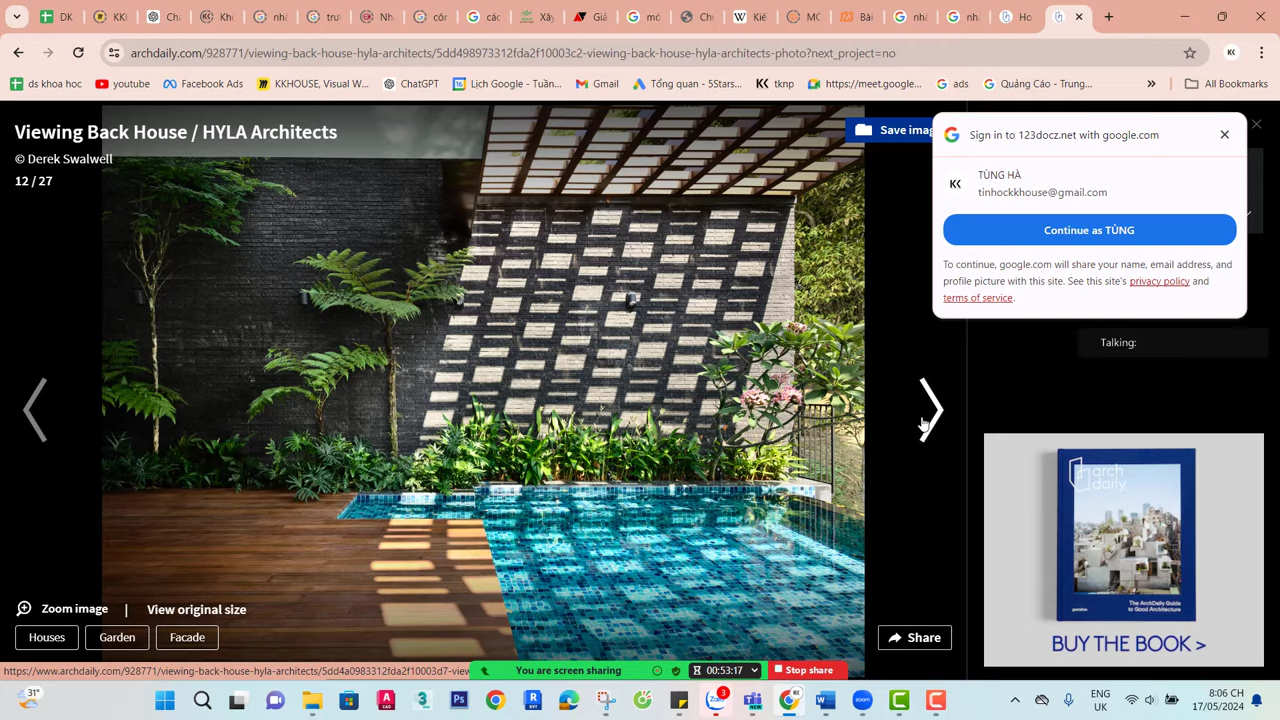 DK
KK
nh
tru
Nh
côr
các
Xâ
Giá
mó
Ch
Kiế
MC
Bài
nhà
nh
Ho
archdaily.com/928771/viewing-back-house-hyla-architects/5dd498973312fda2f10003c2-viewing-back-house-hyla-architects-photo?next_project=no
ds khoa hoc
youtube
Facebook Ads
KKHOUSE, Visual W...
ChatGPT
Lịch Google - Tuần...
Gmail
Tổng quan - 5Stars...
tknp
https://meet.google...
ads
Quảng Cáo - Trung...
All Bookmarks
Viewing Back House / HYLA Architects
© Derek Swalwell
12 / 27
Save imag
Sign in to 123docz.net with google.com
TÙNG HÀ
tinhockkhouse@gmail.com
Continue as TÙNG
To continue, google.com will share your name, email address, and
profile picture with this site. See this site's privacy policy and
terms of service.
Talking:
arch
daily
The ArchDaily Guide
to Good Architecture
BUY THE BOOK >
Zoom image | View original size
Houses
Garden
Facade
Share
https://www.archdaily.com/928771/viewing-back-house-hyla-architects/5dd4a0983312fda2f10003d7-view
You are screen sharing
00:53:17
Stop share
31°
ENG
UK
8:06 CH
17/05/2024